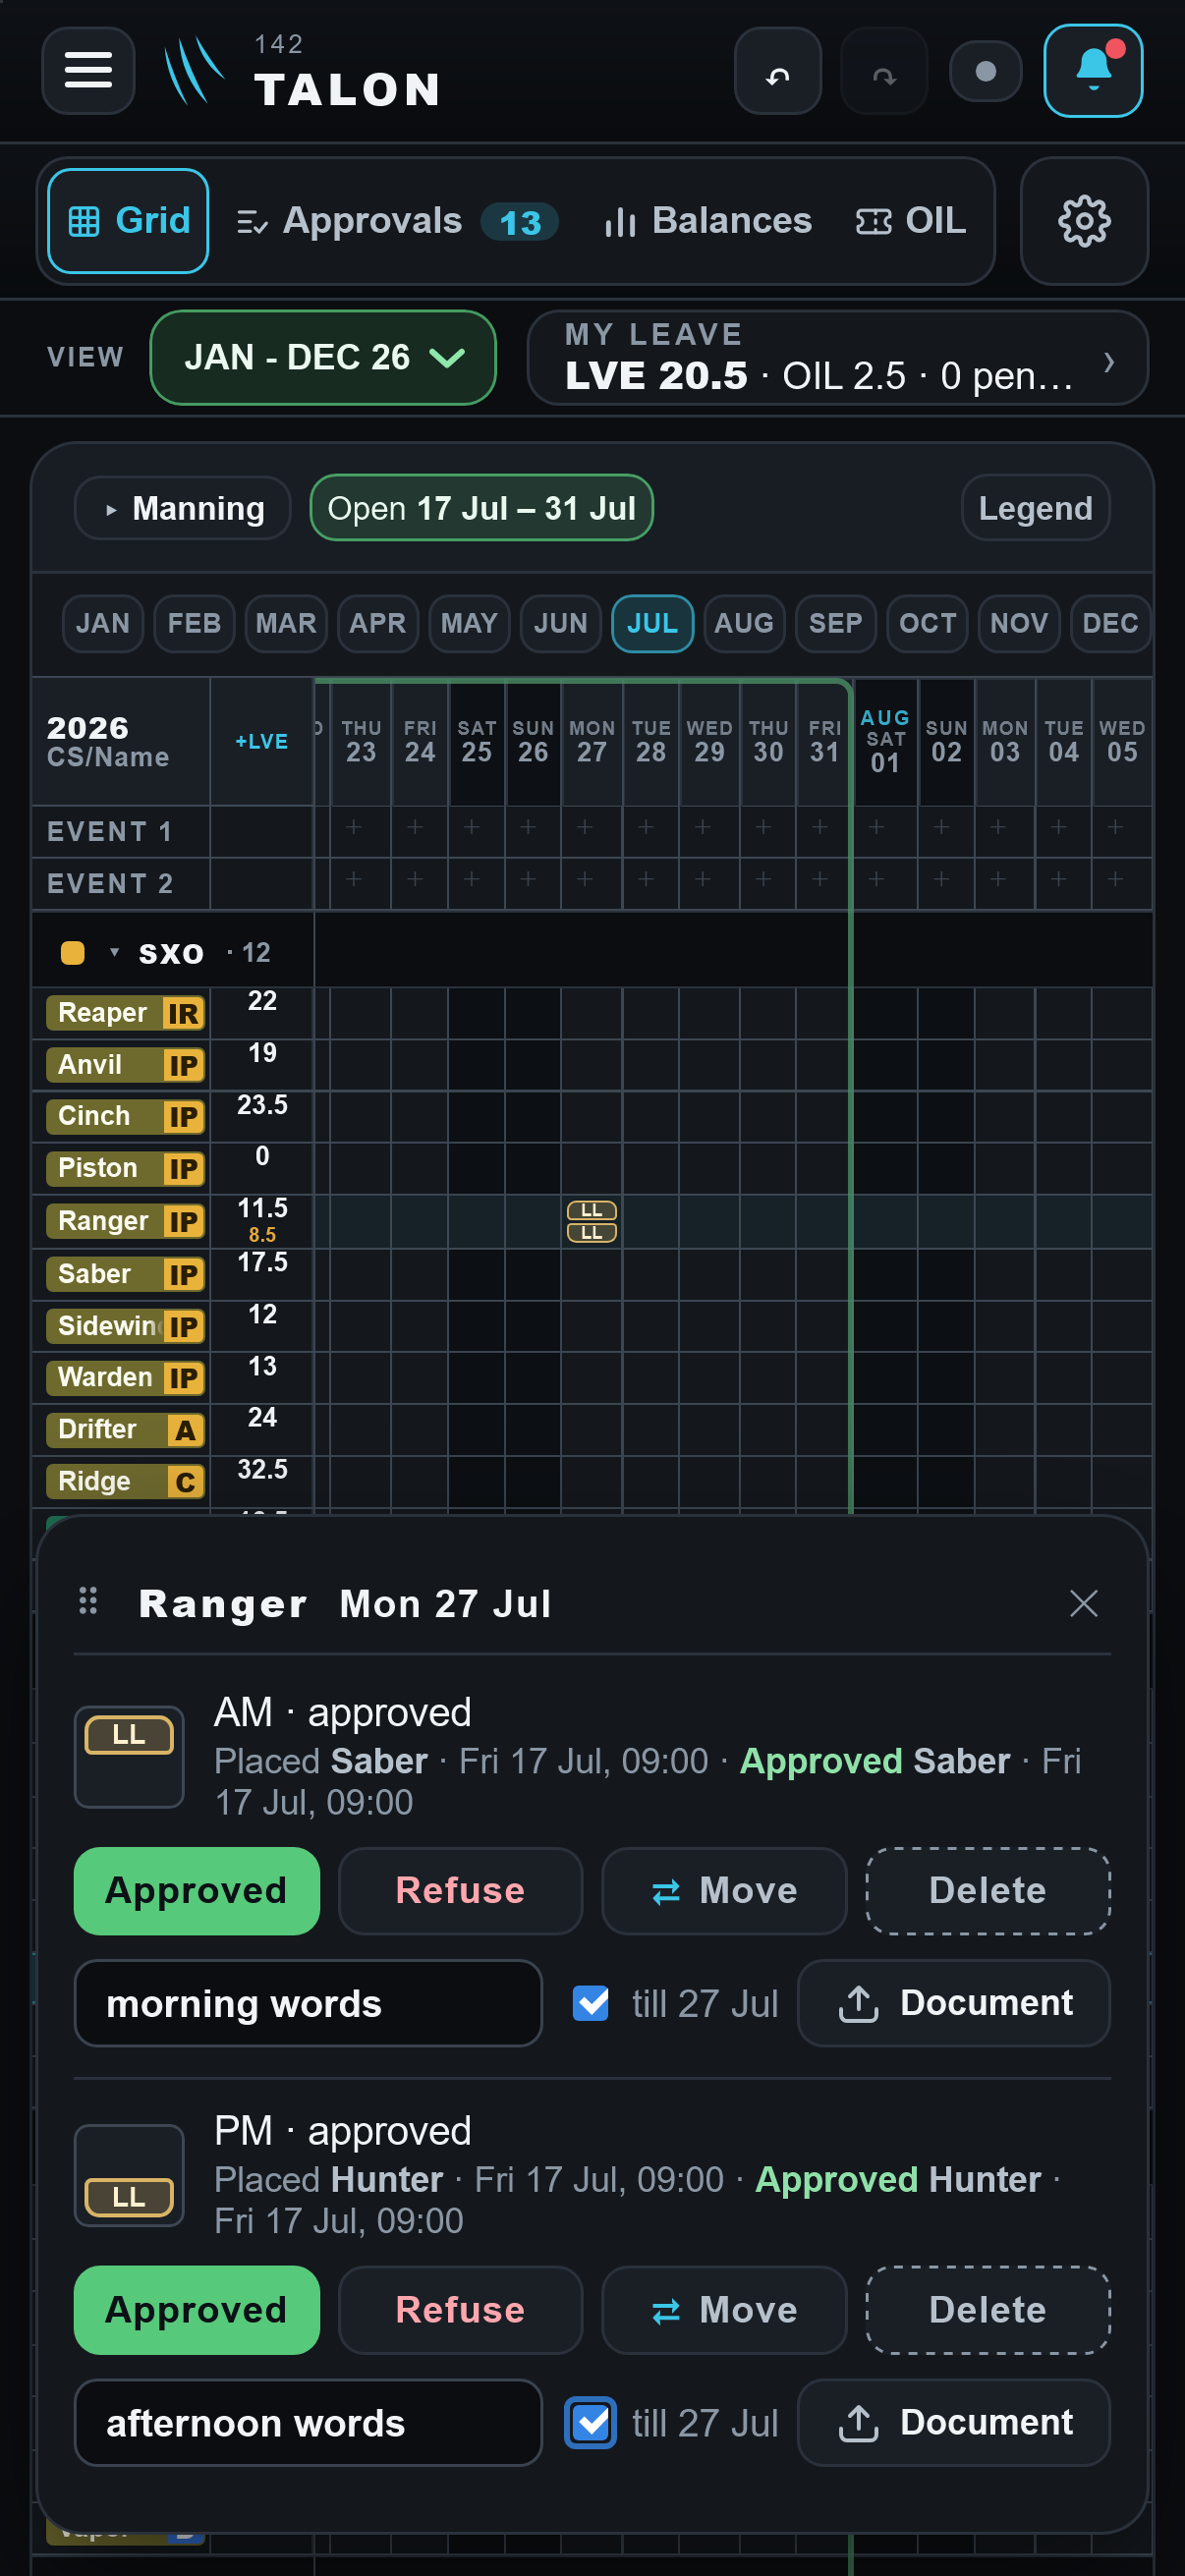 142
TALON
Grid
Approvals 13
Balances
OIL
VIEW
JAN - DEC 26
MY LEAVE
LVE 20.5 · OIL 2.5 · 0 pen…
Manning
Open 17 Jul – 31 Jul
Legend
JAN FEB MAR APR MAY JUN JUL AUG SEP OCT NOV DEC
2026
CS/Name
+LVE
THU 23
FRI 24
SAT 25
SUN 26
MON 27
TUE 28
WED 29
THU 30
FRI 31
AUG SAT 01
SUN 02
MON 03
TUE 04
WED 05
EVENT 1 + + + + + + + + + + + + + +
EVENT 2 + + + + + + + + + + + + + +
SXO · 12
Reaper IR 22
Anvil IP 19
Cinch IP 23.5
Piston IP 0
Ranger IP 11.5 8.5 LL LL
Saber IP 17.5
Sidewin IP 12
Warden IP 13
Drifter A 24
Ridge C 32.5
Ranger Mon 27 Jul
LL
AM · approved
Placed Saber · Fri 17 Jul, 09:00 · Approved Saber · Fri
17 Jul, 09:00
Approved Refuse Move Delete
morning words till 27 Jul Document
LL
PM · approved
Placed Hunter · Fri 17 Jul, 09:00 · Approved Hunter ·
Fri 17 Jul, 09:00
Approved Refuse Move Delete
afternoon words till 27 Jul Document